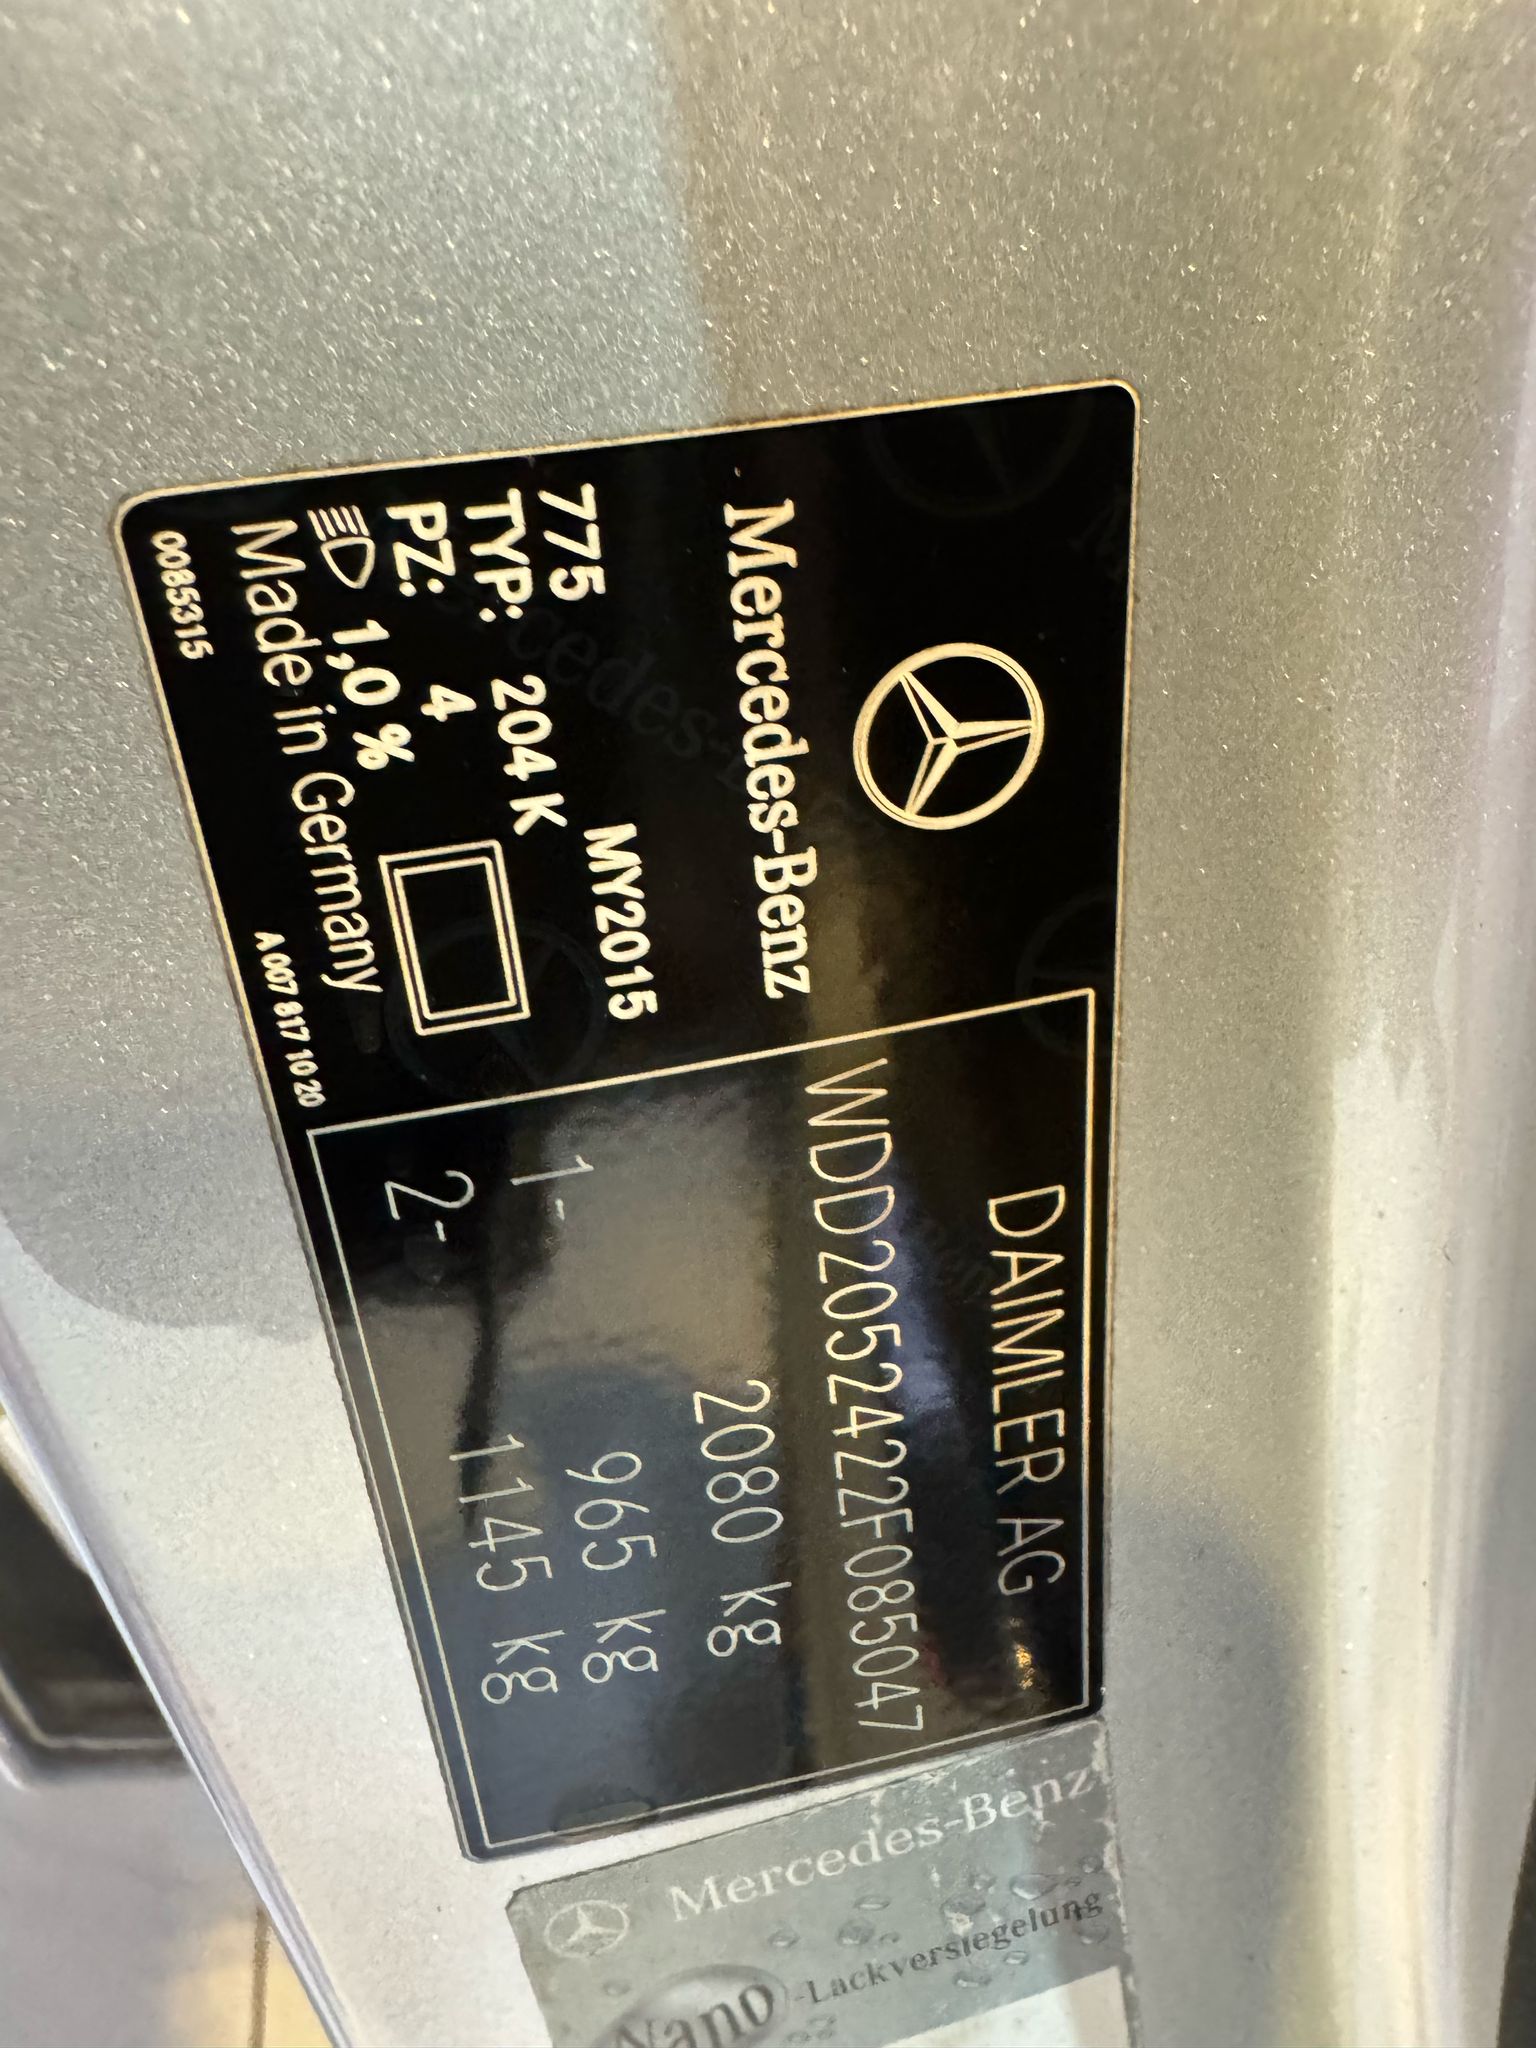 Mercedes-Benz
775 MY2015
TYP: 204 K
PZ: 4
1,0 %
Made in Germany
0085315
A 007 817 10 20
DAIMLER AG
WDD2052422F085047
2080 kg
1- 965 kg
2- 1145 kg
Mercedes-Benz
Nano-Lackversiegelung